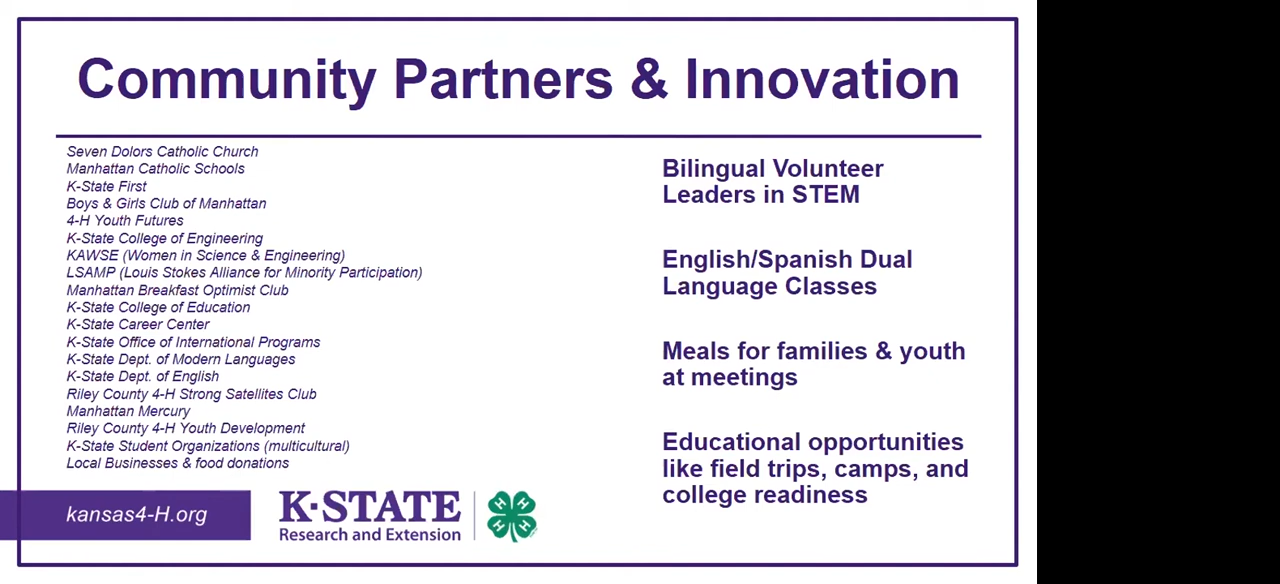 Community Partners & Innovation
Seven Dolors Catholic Church
Manhattan Catholic Schools
K-State First
Boys & Girls Club of Manhattan
4-H Youth Futures
K-State College of Engineering
KAWSE (Women in Science & Engineering)
LSAMP (Louis Stokes Alliance for Minority Participation)
Manhattan Breakfast Optimist Club
K-State College of Education
K-State Career Center
K-State Office of International Programs
K-State Dept. of Modern Languages
K-State Dept. of English
Riley County 4-H Strong Satellites Club
Manhattan Mercury
Riley County 4-H Youth Development
K-State Student Organizations (multicultural)
Local Businesses & food donations
Bilingual Volunteer
Leaders in STEM
English/Spanish Dual
Language Classes
Meals for families & youth
at meetings
Educational opportunities
like field trips, camps, and
college readiness
kansas4-H.org
K·STATE
Research and Extension
H H H H